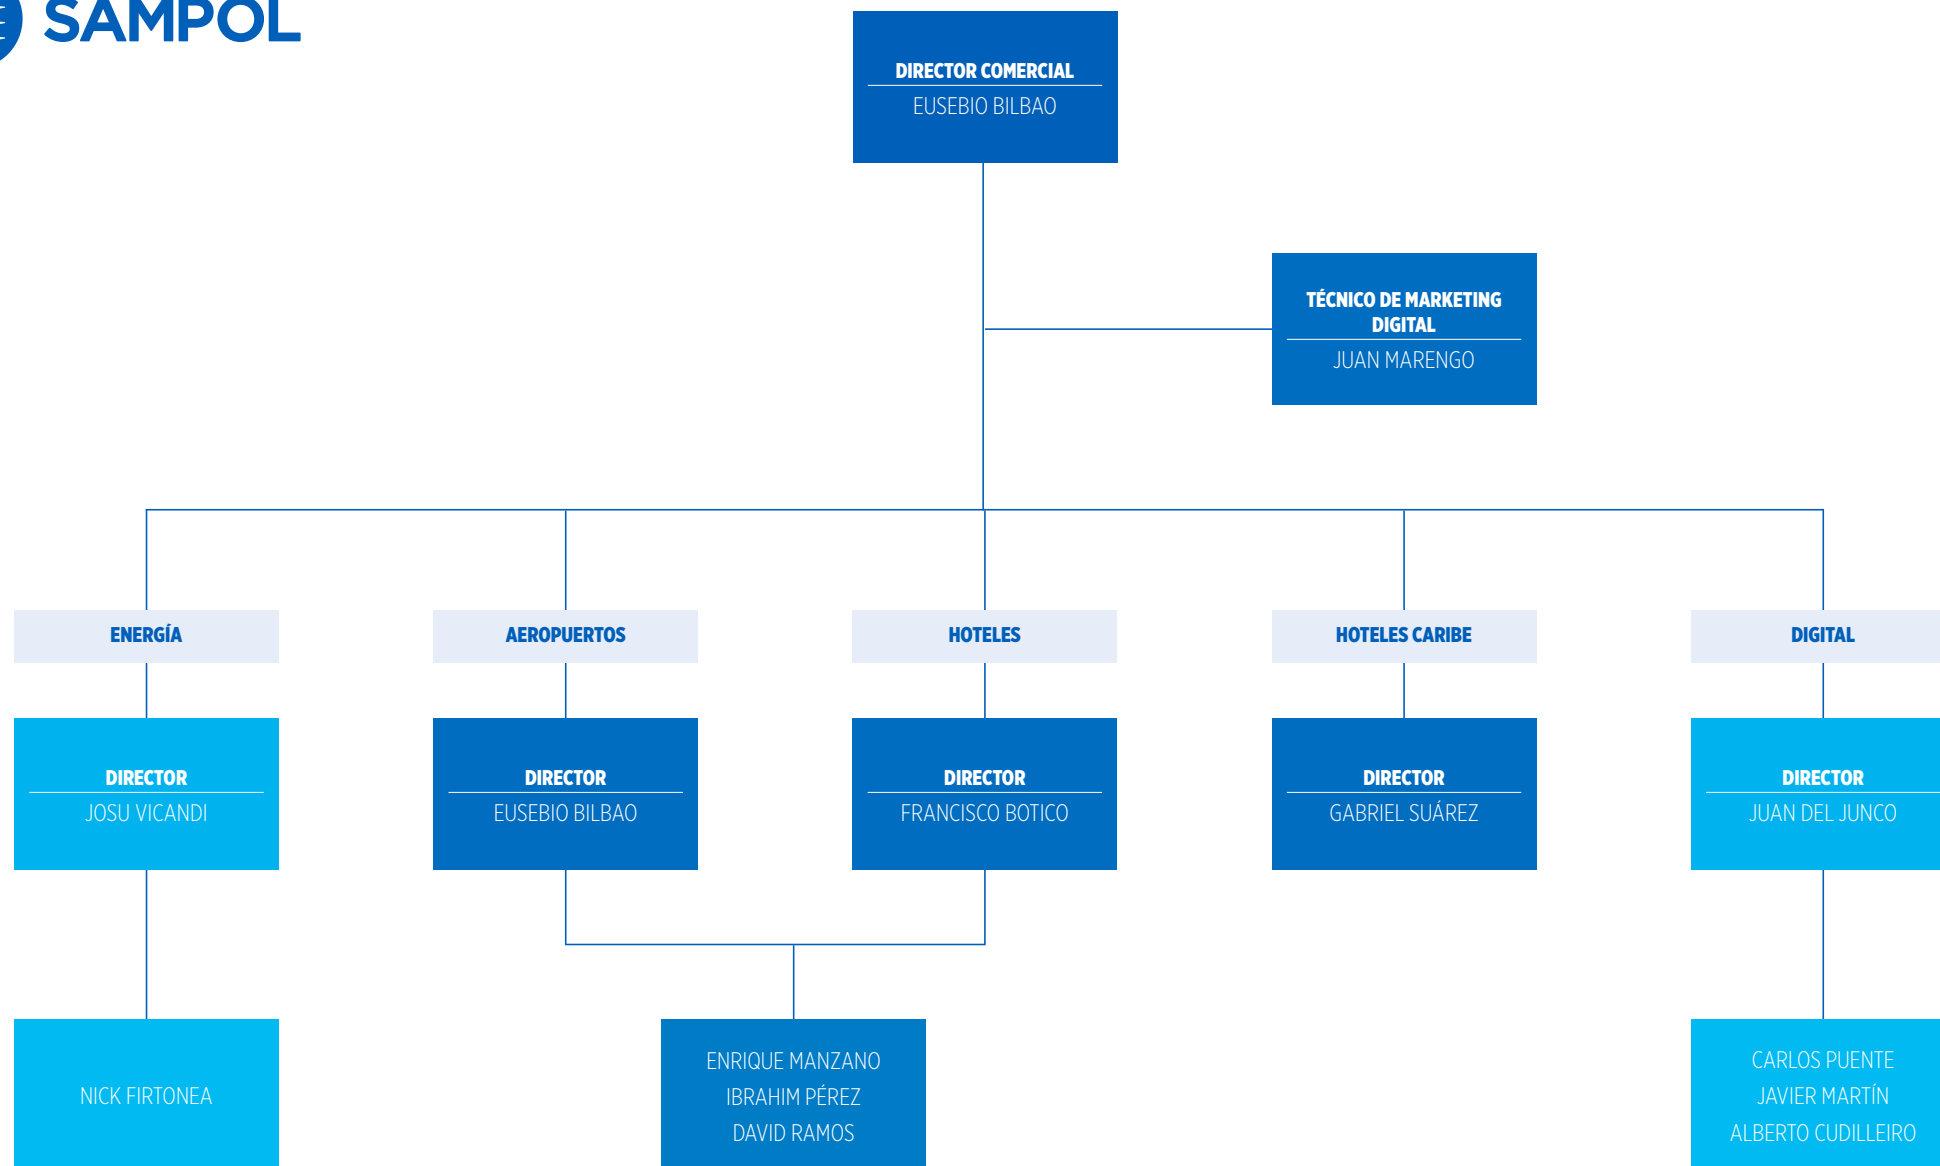 SAMPOL
DIRECTOR COMERCIAL
EUSEBIO BILBAO
TÉCNICO DE MARKETING
DIGITAL
JUAN MARENGO
ENERGÍA
AEROPUERTOS
HOTELES
HOTELES CARIBE
DIGITAL
DIRECTOR
JOSU VICANDI
DIRECTOR
EUSEBIO BILBAO
DIRECTOR
FRANCISCO BOTICO
DIRECTOR
GABRIEL SUÁREZ
DIRECTOR
JUAN DEL JUNCO
NICK FIRTONEA
ENRIQUE MANZANO
IBRAHIM PÉREZ
DAVID RAMOS
CARLOS PUENTE
JAVIER MARTÍN
ALBERTO CUDILLEIRO